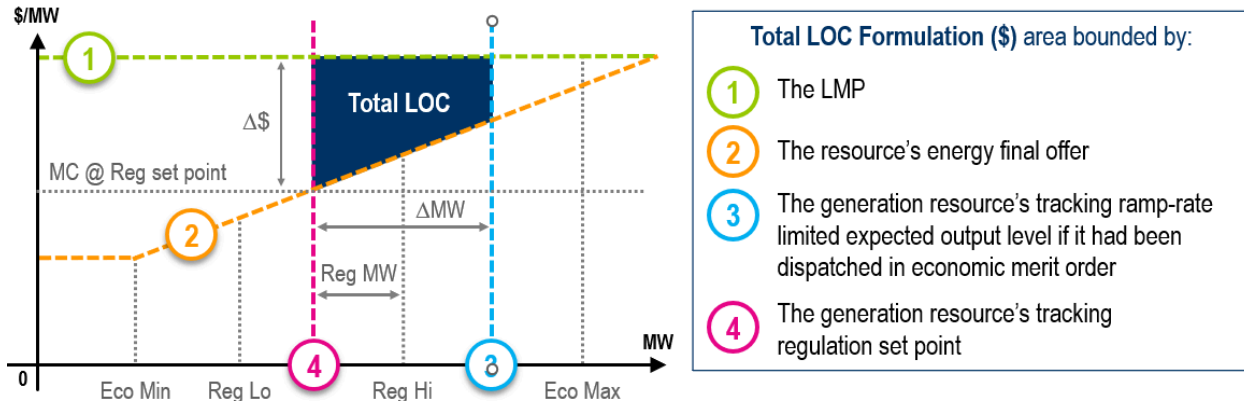 $/MW
1
Total LOC
Δ$
MC @ Reg set point
ΔMW
2
Reg MW
MW
4
3
0
Eco Min
Reg Lo
Reg Hi
Eco Max
Total LOC Formulation ($) area bounded by:
1
The LMP
2
The resource's energy final offer
3
The generation resource's tracking ramp-rate
limited expected output level if it had been
dispatched in economic merit order
4
The generation resource's tracking
regulation set point